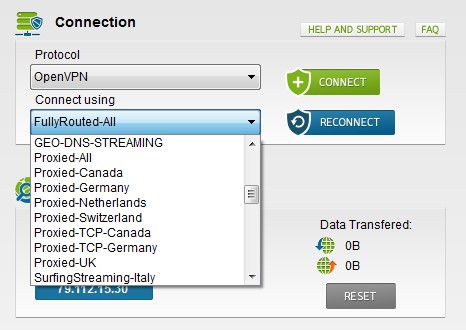 Connection
HELP AND SUPPORT
FAQ
Protocol
OpenVPN
CONNECT
Connect using
FullyRouted-All
RECONNECT
GEO-DNS-STREAMING
Proxied-All
Proxied-Canada
Proxied-Germany
Proxied-Netherlands
Proxied-Switzerland
Proxied-TCP-Canada
Proxied-TCP-Germany
Proxied-UK
SurfingStreaming-Italy
Data Transfered:
0B
0B
79.112.15.30
RESET